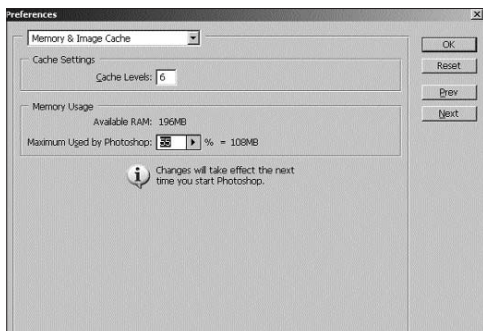 Preferences
Memory & Image Cache
OK
Cache Settings
Reset
Cache Levels: 6
Prev
Memory Usage
Next
Available RAM: 196MB
Maximum Used by Photoshop: 55 % = 108MB
Changes will take effect the next
time you start Photoshop.